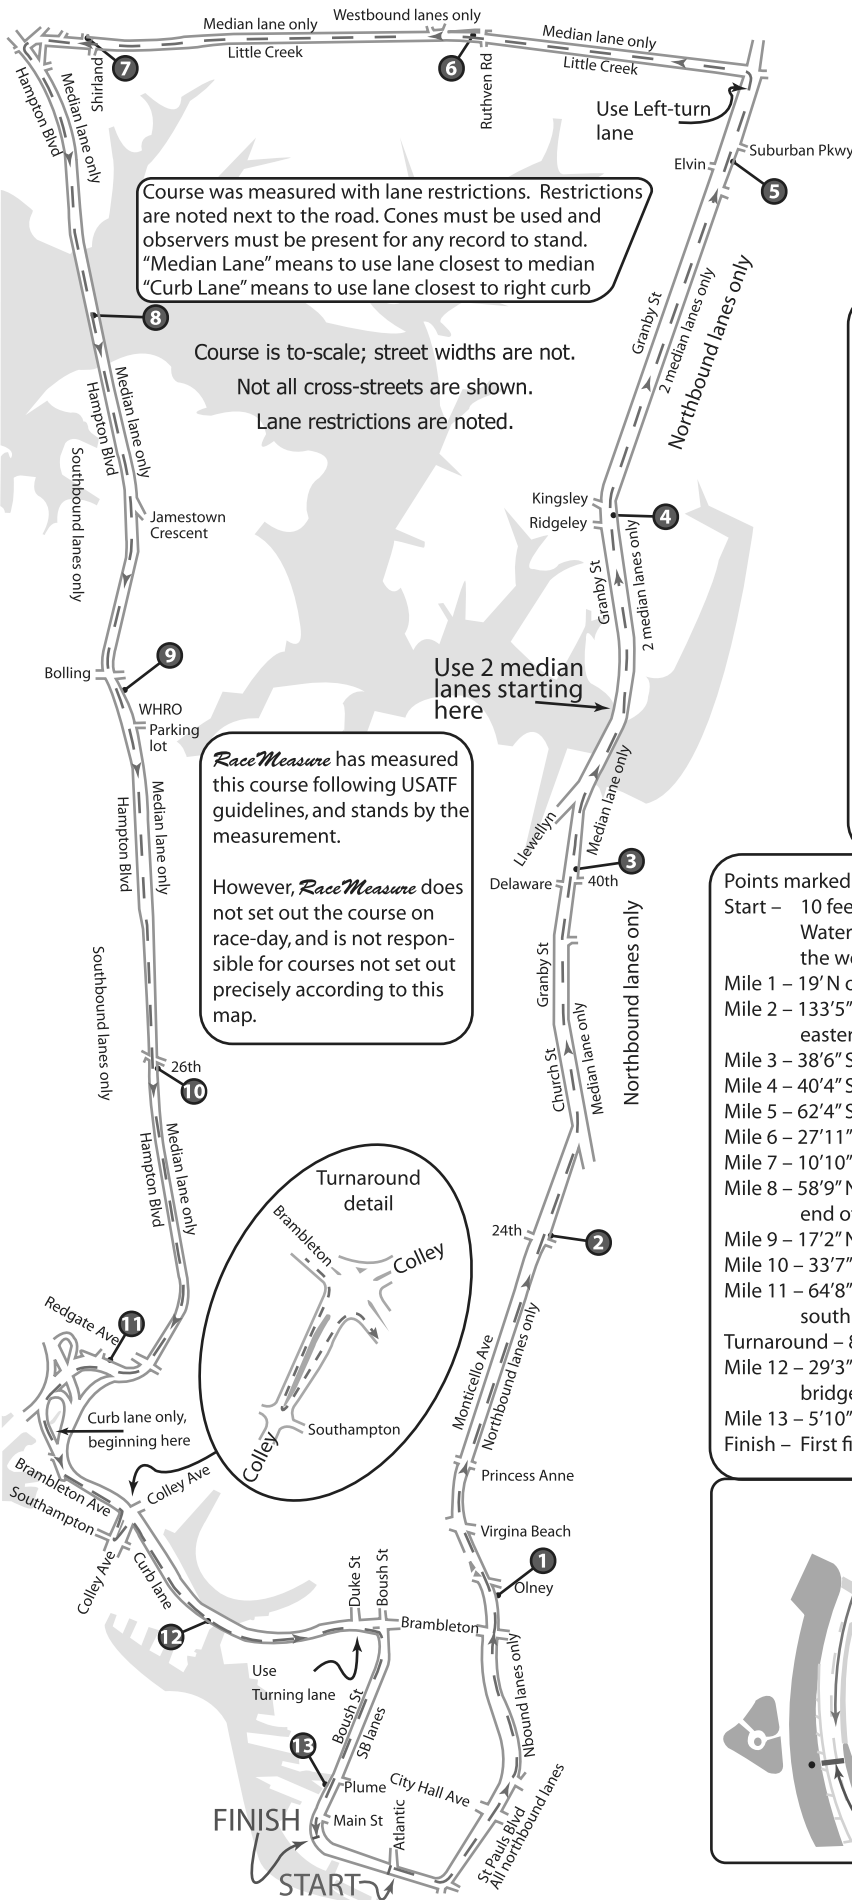 Westbound lanes only
Median lane only
Little Creek
Median lane only
Little Creek
Shirland
7
6
Ruthven Rd
Hampton Blvd
Median lane only
Use Left-turn
lane
Suburban Pkwy
Elvin
5
Course was measured with lane restrictions. Restrictions
are noted next to the road. Cones must be used and
observers must be present for any record to stand.
“Median Lane” means to use lane closest to median
“Curb Lane” means to use lane closest to right curb
8
Course is to-scale; street widths are not.
Not all cross-streets are shown.
Lane restrictions are noted.
Granby St
2 median lanes only
Northbound lanes only
Median lane only
Hampton Blvd
Southbound lanes only
Jamestown
Crescent
Kingsley
Ridgeley
4
Granby St
2 median lanes only
9
Bolling
WHRO
Parking
lot
Use 2 median
lanes starting
here
RaceMeasure has measured
this course following USATF
guidelines, and stands by the
measurement.
However, RaceMeasure does
not set out the course on
race-day, and is not respon-
sible for courses not set out
precisely according to this
map.
Median lane only
Hampton Blvd
Median lane only
Llewellyn
3
Delaware
40th
Granby St
Northbound lanes only
Church St
Median lane only
Southbound lanes only
26th
10
Median lane only
Hampton Blvd
Points marked
Start – 10 fee
Water
the w
Mile 1 – 19’ N
Mile 2 – 133’5”
easter
Mile 3 – 38’6” S
Mile 4 – 40’4” S
Mile 5 – 62’4” S
Mile 6 – 27’11”
Mile 7 – 10’10”
Mile 8 – 58’9” N
end o
Mile 9 – 17’2” N
Mile 10 – 33’7”
Mile 11 – 64’8”
south
Turnaround – 8
Mile 12 – 29’3”
bridge
Mile 13 – 5’10”
Finish – First fi
Turnaround
detail
Brambleton
Colley
Southampton
Colley
24th
2
Monticello Ave
Northbound lanes only
Redgate Ave
11
Curb lane only,
beginning here
Brambleton Ave
Southampton
Colley Ave
Colley Ave
Curb lane
Princess Anne
Virgina Beach
1
Olney
Duke St
Boush St
Brambleton
12
Use
Turning lane
Boush St
SB lanes
Nbound lanes only
13
Plume
City Hall Ave
Main St
Atlantic
St Pauls Blvd
All northbound lanes
FINISH
START